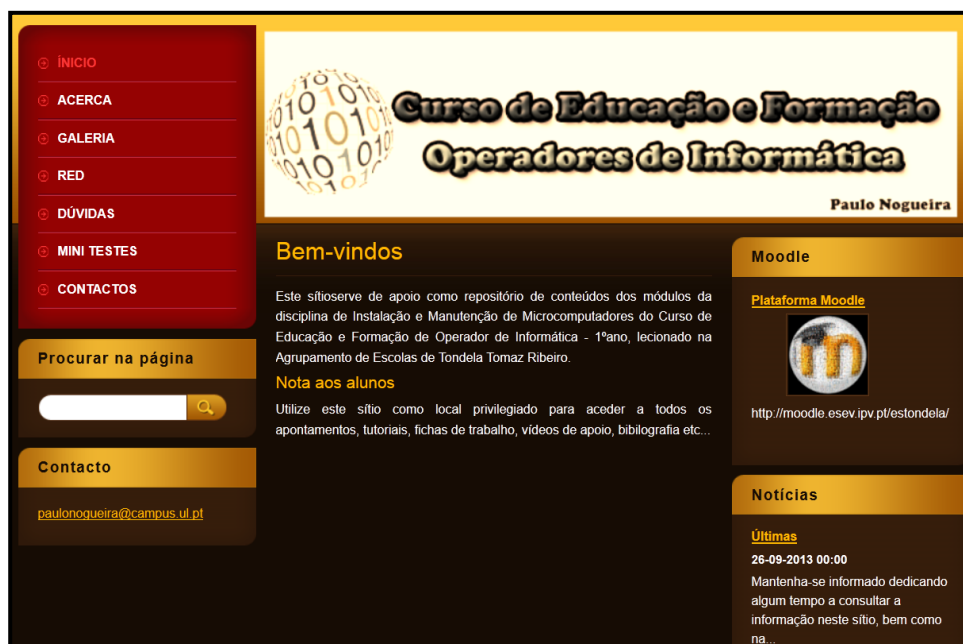 ÍNICIO
ACERCA
GALERIA
RED
DÚVIDAS
MINI TESTES
CONTACTOS
Procurar na página
Contacto
paulonogueira@campus.ul.pt
Curso de Educação e Formação
Operadores de Informática
Paulo Nogueira
Bem-vindos
Este sítioserve de apoio como repositório de conteúdos dos módulos da
disciplina de Instalação e Manutenção de Microcomputadores do Curso de
Educação e Formação de Operador de Informática - 1ºano, lecionado na
Agrupamento de Escolas de Tondela Tomaz Ribeiro.
Nota aos alunos
Utilize este sítio como local privilegiado para aceder a todos os
apontamentos, tutoriais, fichas de trabalho, vídeos de apoio, bibilografia etc...
Moodle
Plataforma Moodle
m
http://moodle.esev.ipv.pt/estondela/
Notícias
Últimas
26-09-2013 00:00
Mantenha-se informado dedicando
algum tempo a consultar a
informação neste sítio, bem como
na...